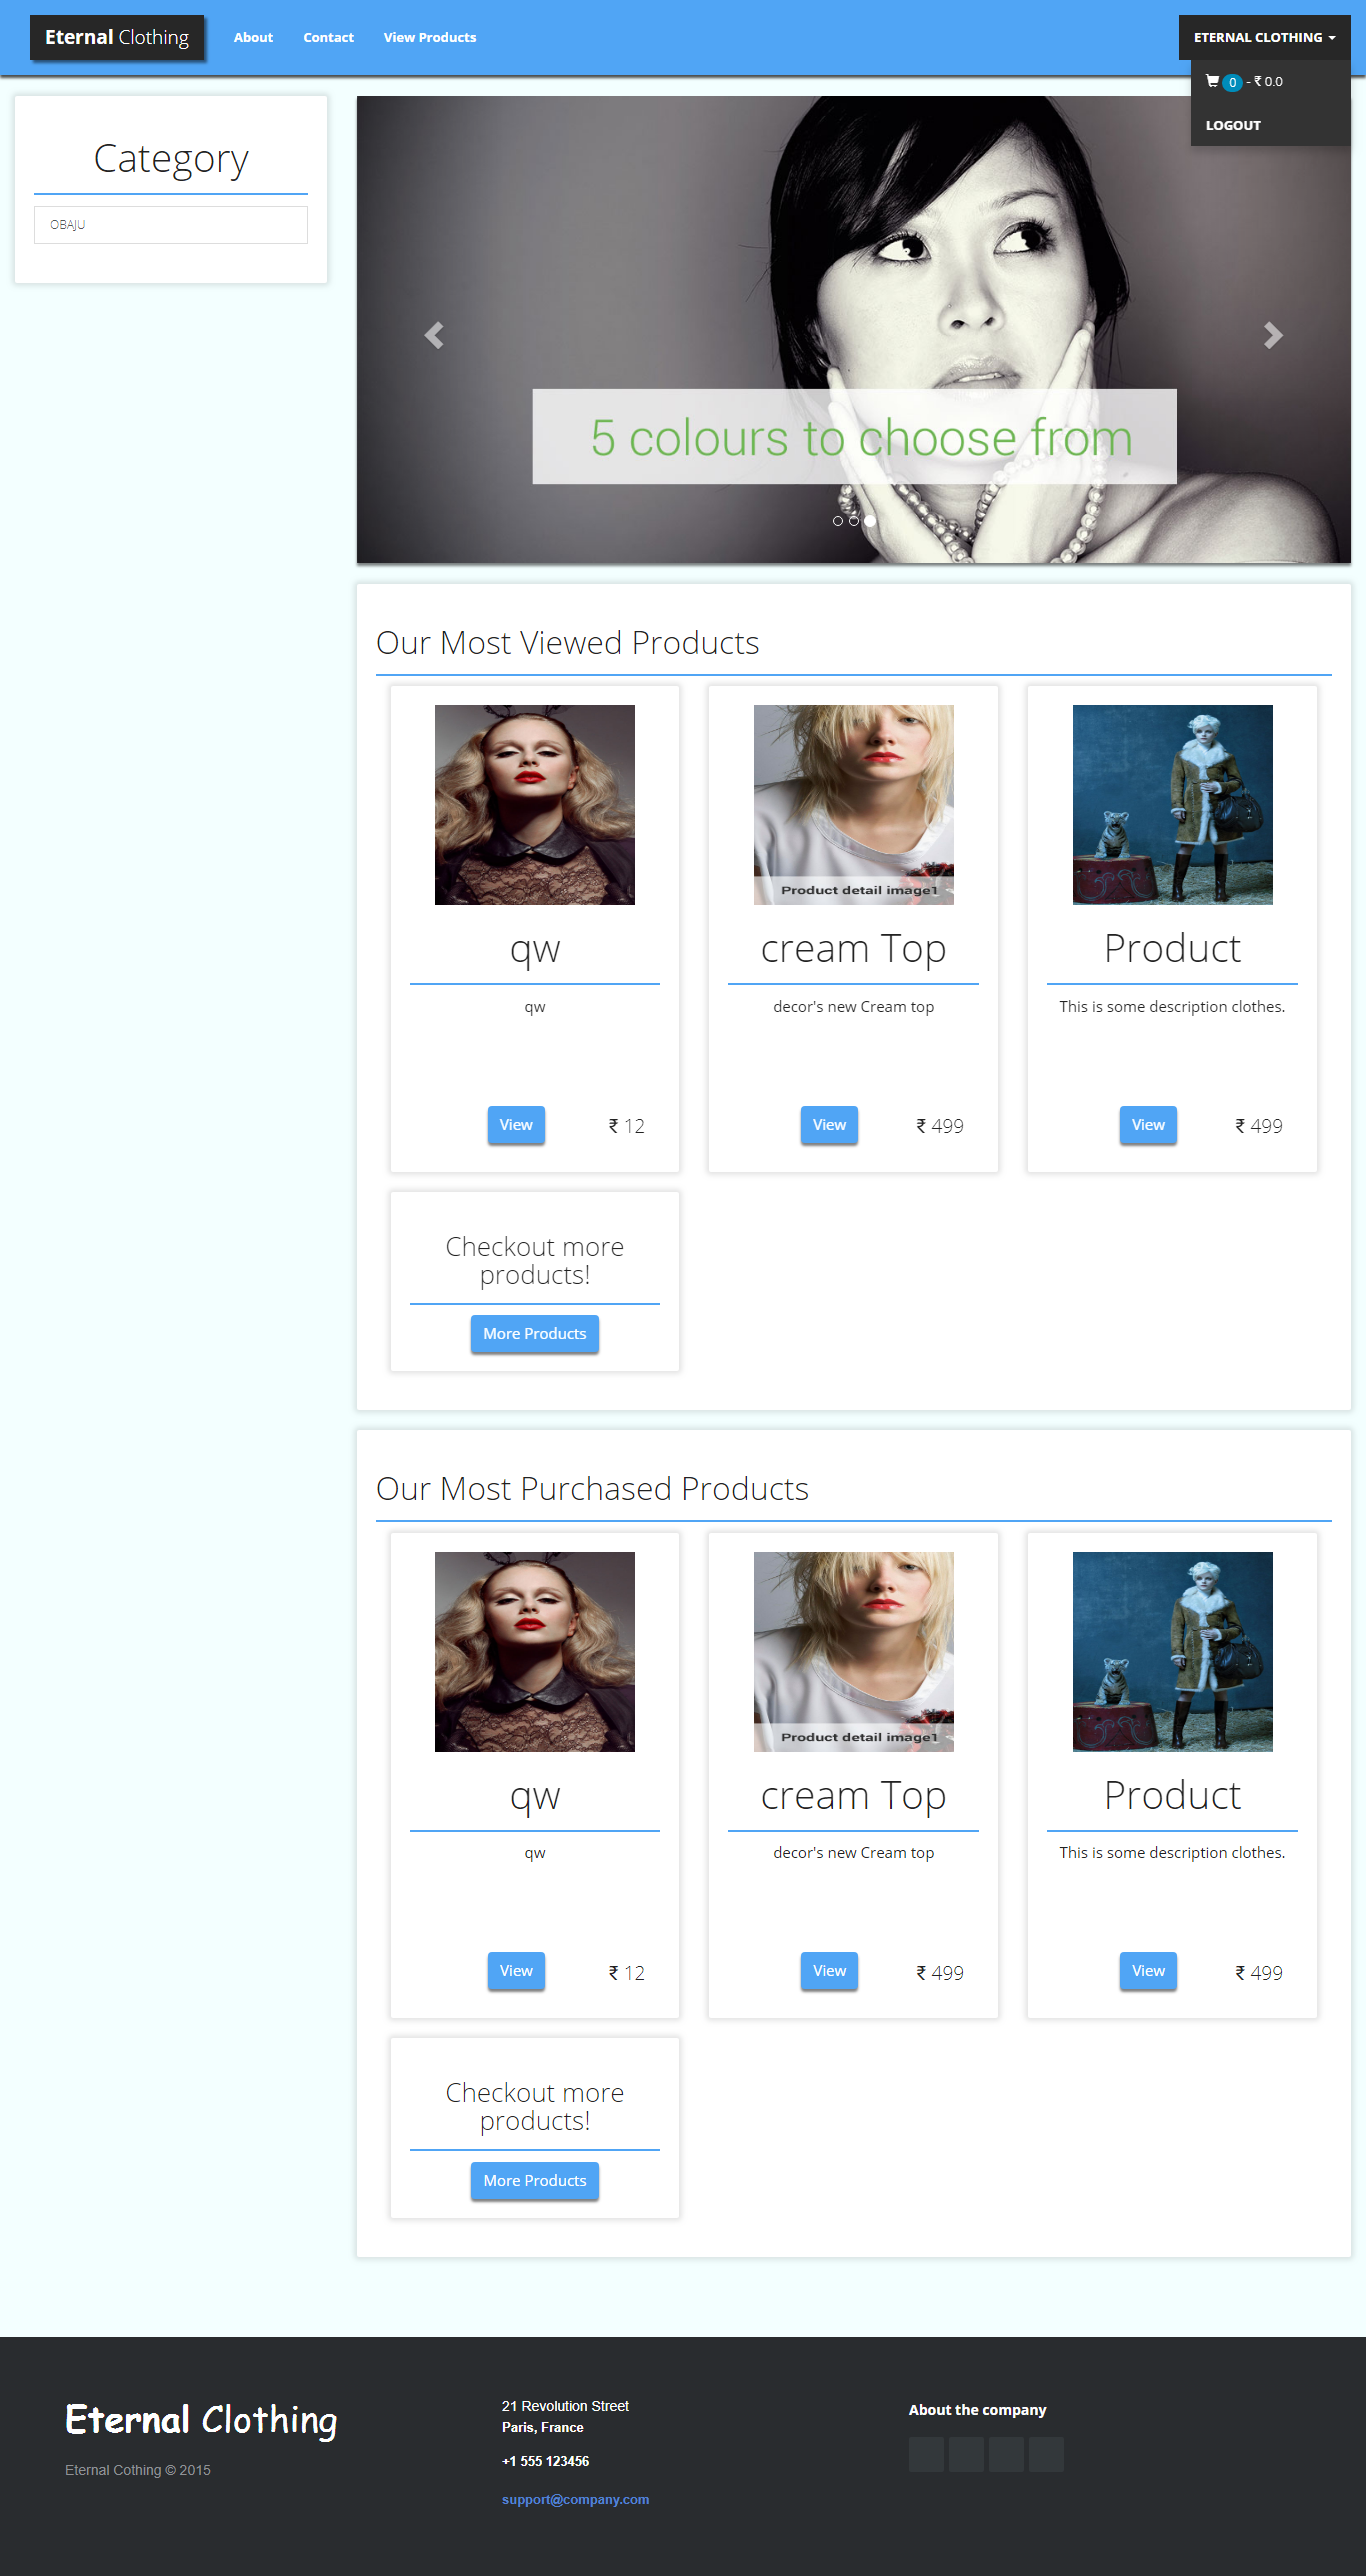 Eternal Clothing
About
Contact
View Products
ETERNAL CLOTHING
0 - ₹ 0.0
LOGOUT
Category
OBAJU
5 colours to choose from
Our Most Viewed Products
Product detail image1
qw
cream Top
Product
qw
decor's new Cream top
This is some description clothes.
View
₹ 12
View
₹ 499
View
₹ 499
Checkout more
products!
More Products
Our Most Purchased Products
Product detail image1
qw
cream Top
Product
qw
decor's new Cream top
This is some description clothes.
View
₹ 12
View
₹ 499
View
₹ 499
Checkout more
products!
More Products
Eternal Clothing
Eternal Cothing © 2015
21 Revolution Street
Paris, France
+1 555 123456
support@company.com
About the company